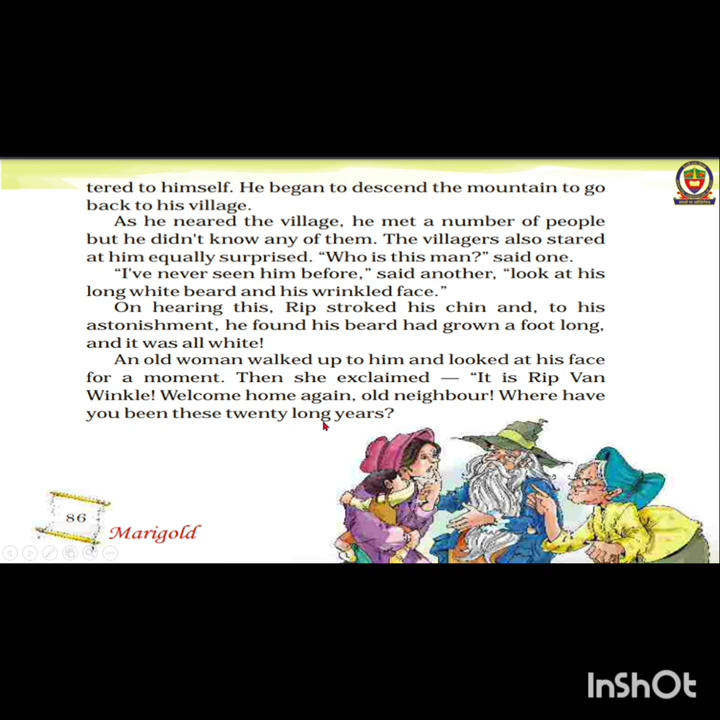 tered to himself. He began to descend the mountain to go
back to his village.
As he neared the village, he met a number of people
but he didn't know any of them. The villagers also stared
at him equally surprised. “Who is this man?” said one.
“I've never seen him before,” said another, “look at his
long white beard and his wrinkled face.”
On hearing this, Rip stroked his chin and, to his
astonishment, he found his beard had grown a foot long,
and it was all white!
An old woman walked up to him and looked at his face
for a moment. Then she exclaimed — “It is Rip Van
Winkle! Welcome home again, old neighbour! Where have
you been these twenty long years?
86
Marigold
InShOt